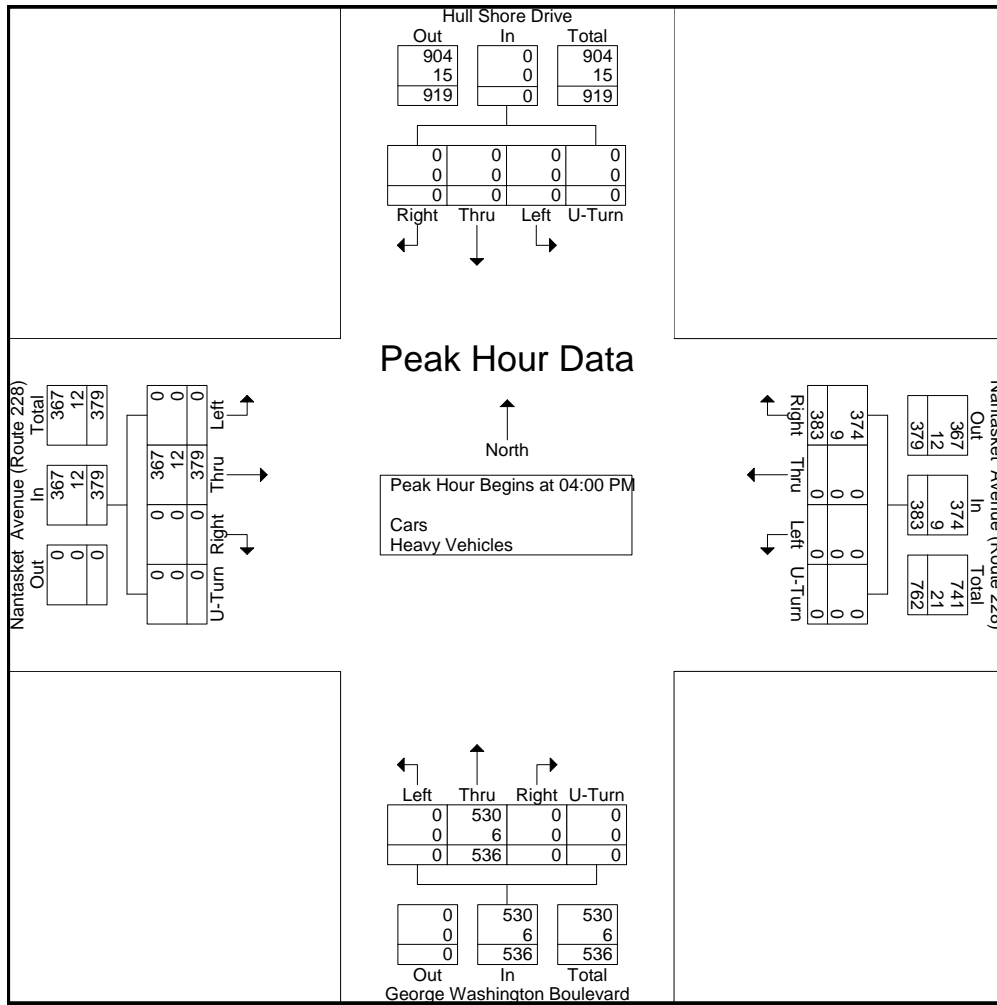 Hull Shore Drive
Out In Total
904 0 904
15 0 15
919 0 919
0 0 0 0
0 0 0 0
0 0 0 0
Right Thru Left U-Turn
Peak Hour Data
North
Peak Hour Begins at 04:00 PM
Cars
Heavy Vehicles
Nantasket Avenue (Route 228)
Out In Total
0 367 367
0 12 12
0 379 379
0 0 367 0
0 0 12 0
0 0 379 0
U-Turn Right Thru Left
Nantasket Avenue (Route 228)
Out In Total
367 374 741
12 9 21
379 383 762
374 0 0 0
9 0 0 0
383 0 0 0
Right Thru Left U-Turn
Left Thru Right U-Turn
0 530 0 0
0 6 0 0
0 536 0 0
0 530 530
0 6 6
0 536 536
Out In Total
George Washington Boulevard